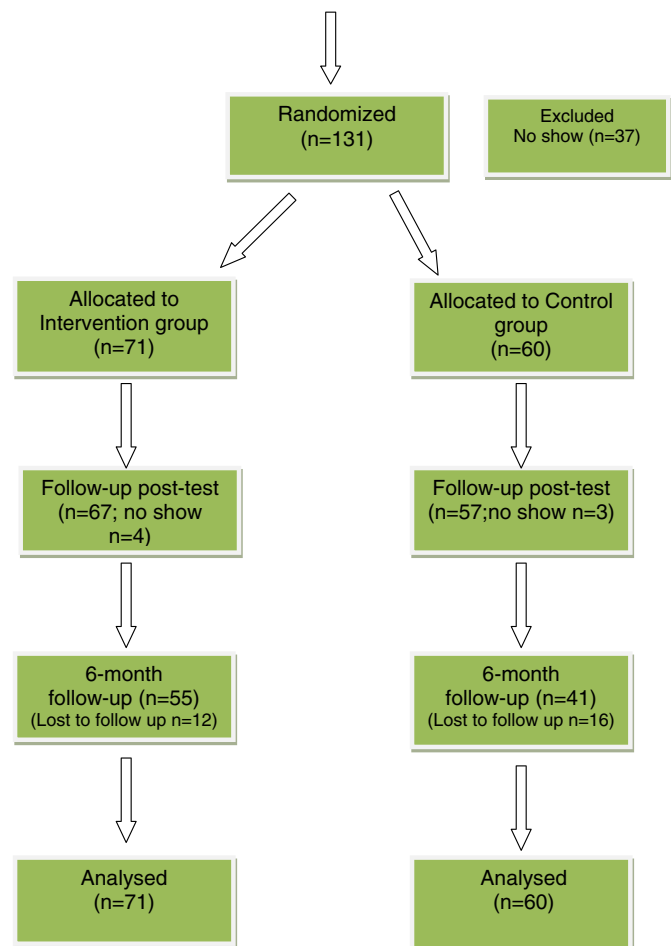 Randomized
(n=131)
Excluded
No show (n=37)
Allocated to
Intervention group
(n=71)
Allocated to Control
group
(n=60)
Follow-up post-test
(n=67; no show
n=4)
Follow-up post-test
(n=57;no show n=3)
6-month
follow-up (n=55)
(Lost to follow up n=12)
6-month
follow-up (n=41)
(Lost to follow up n=16)
Analysed
(n=71)
Analysed
(n=60)